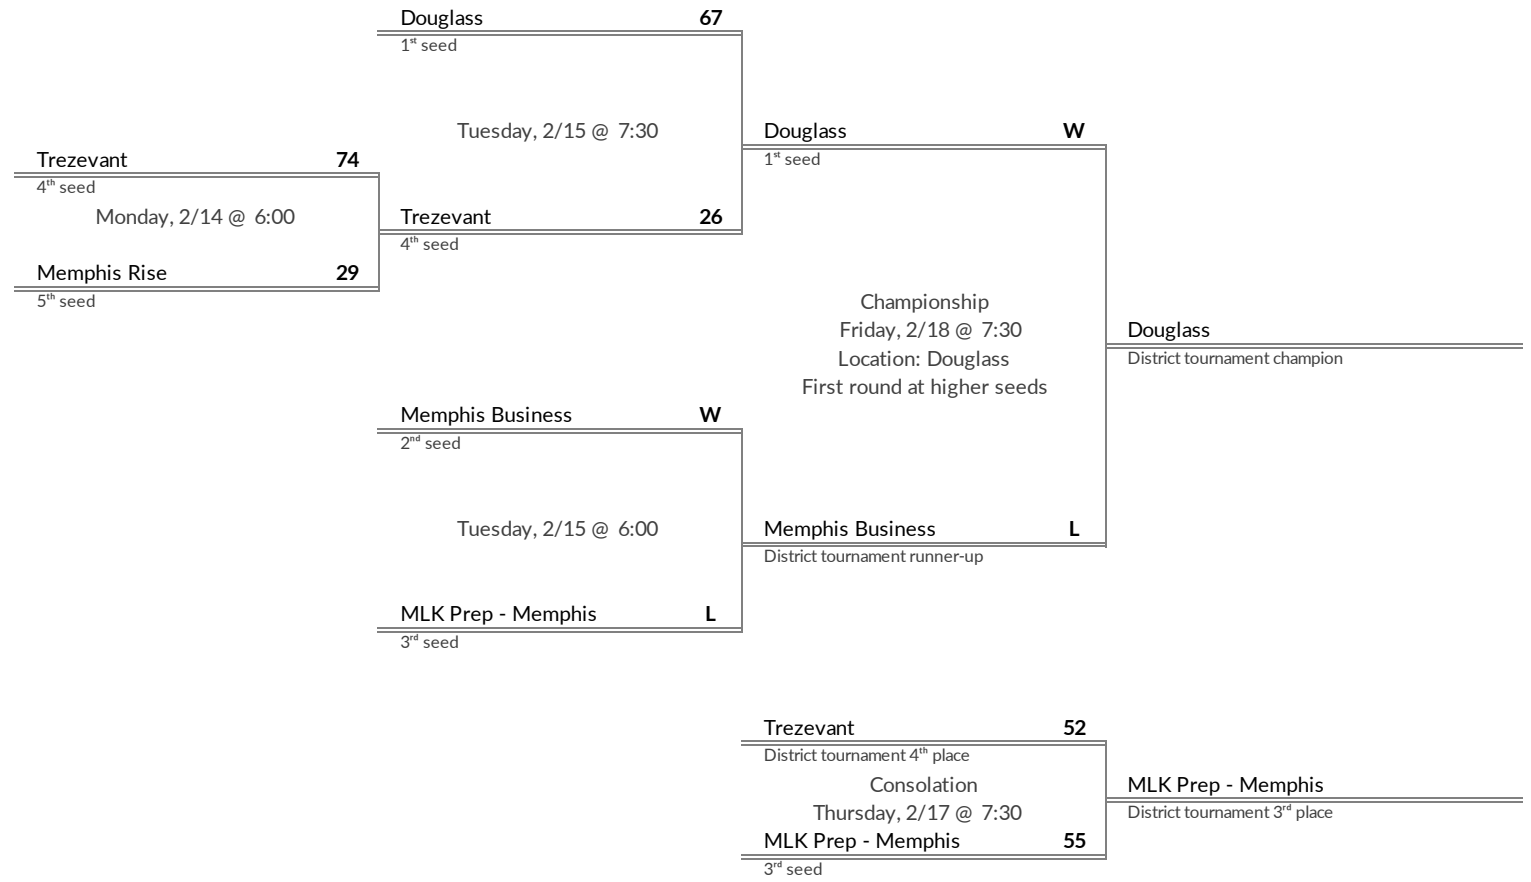 Douglass 67
1st seed
Tuesday, 2/15 @ 7:30
Douglass W
1st seed
Trezevant 74
4th seed
Monday, 2/14 @ 6:00
Trezevant 26
4th seed
Memphis Rise 29
5th seed
Championship
Friday, 2/18 @ 7:30
Location: Douglass
First round at higher seeds
Douglass
District tournament champion
Memphis Business W
2nd seed
Tuesday, 2/15 @ 6:00
Memphis Business L
District tournament runner-up
MLK Prep - Memphis L
3rd seed
Trezevant 52
District tournament 4th place
Consolation
Thursday, 2/17 @ 7:30
MLK Prep - Memphis
District tournament 3rd place
MLK Prep - Memphis 55
3rd seed